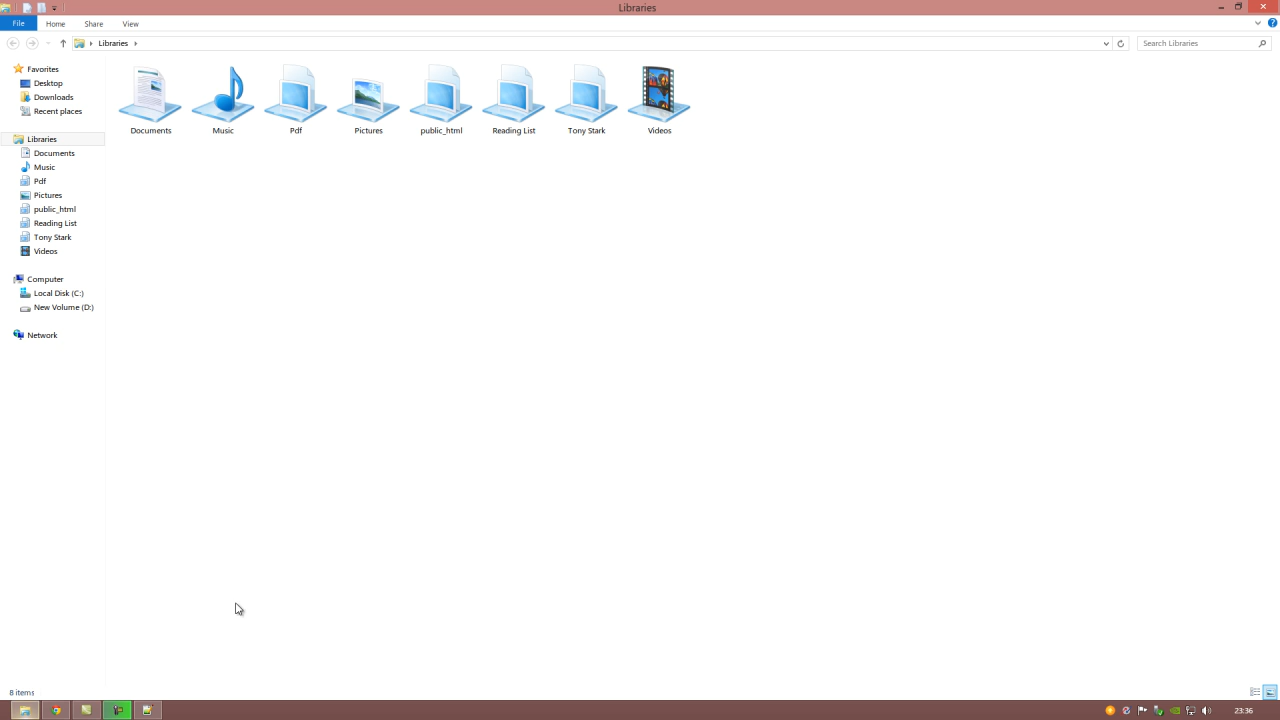 Libraries
File Home Share View
Libraries
Search Libraries
Favorites
Desktop
Downloads
Recent places
Libraries
Documents
Music
Pdf
Pictures
public_html
Reading List
Tony Stark
Videos
Computer
Local Disk (C:)
New Volume (D:)
Network
Documents Music Pdf Pictures public_html Reading List Tony Stark Videos
8 items
23:36